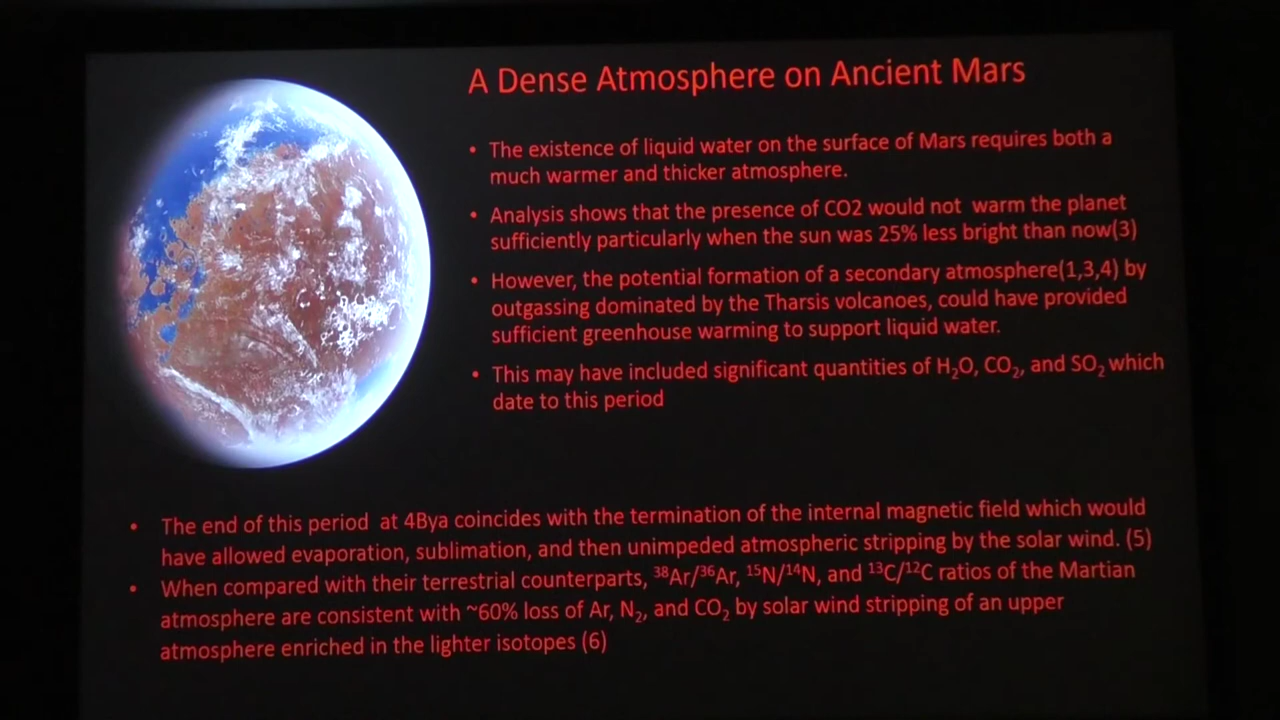 A Dense Atmosphere on Ancient Mars
• The existence of liquid water on the surface of Mars requires both a
much warmer and thicker atmosphere.
• Analysis shows that the presence of CO2 would not  warm the planet
sufficiently particularly when the sun was 25% less bright than now(3)
• However, the potential formation of a secondary atmosphere(1,3,4) by
outgassing dominated by the Tharsis volcanoes, could have provided
sufficient greenhouse warming to support liquid water.
• This may have included significant quantities of H₂O, CO₂, and SO₂ which
date to this period
• The end of this period  at 4Bya coincides with the termination of the internal magnetic field which would
have allowed evaporation, sublimation, and then unimpeded atmospheric stripping by the solar wind. (5)
• When compared with their terrestrial counterparts, ³⁸Ar/³⁶Ar, ¹⁵N/¹⁴N, and ¹³C/¹²C ratios of the Martian
atmosphere are consistent with ~60% loss of Ar, N₂, and CO₂ by solar wind stripping of an upper
atmosphere enriched in the lighter isotopes (6)